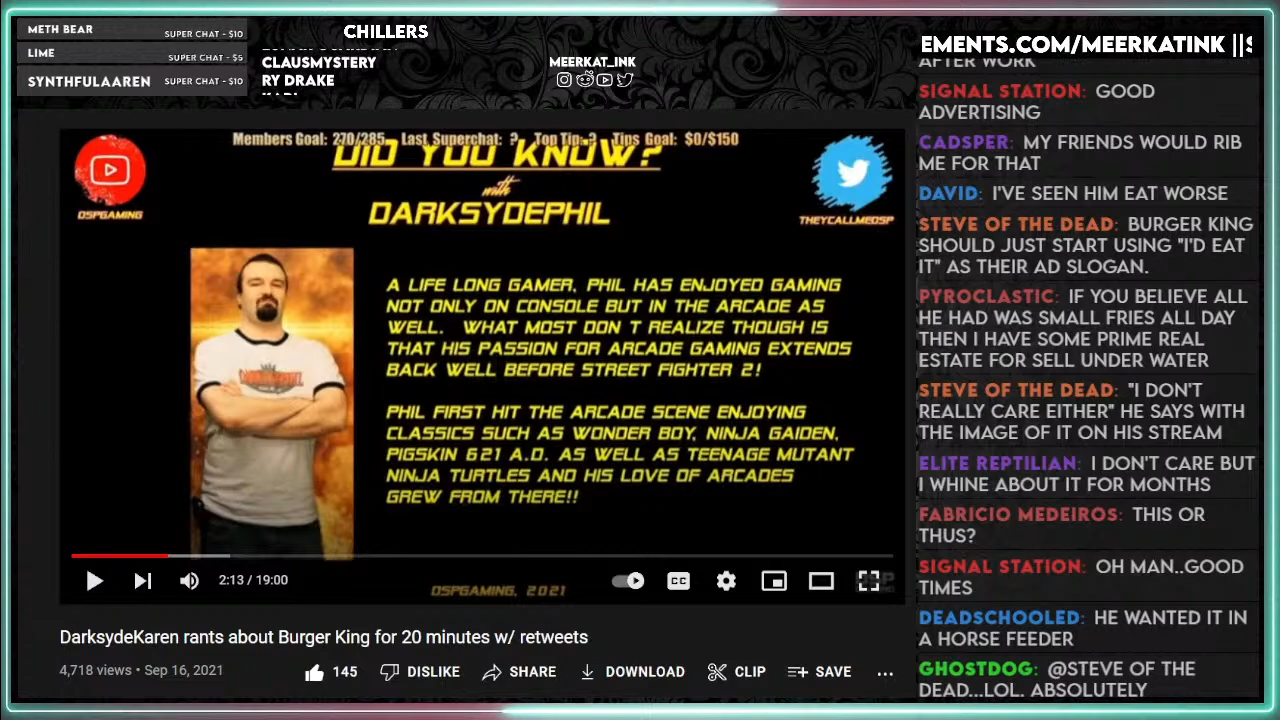 METH BEAR SUPER CHAT - $10
LIME SUPER CHAT - $5
SYNTHFULAAREN SUPER CHAT - $10
CHILLERS
CLAUSMYSTERY
RY DRAKE
MEERKAT_INK
EMENTS.COM/MEERKATINK ||S
Members Goal: 270/285 Last Superchat: ? Top Tip: ? Tips Goal: $0/$150
DID YOU KNOW?
with
DARKSYDEPHIL
DSPGAMING
THEYCALLMEDSP
A LIFE LONG GAMER, PHIL HAS ENJOYED GAMING
NOT ONLY ON CONSOLE BUT IN THE ARCADE AS
WELL. WHAT MOST DON T REALIZE THOUGH IS
THAT HIS PASSION FOR ARCADE GAMING EXTENDS
BACK WELL BEFORE STREET FIGHTER 2!
PHIL FIRST HIT THE ARCADE SCENE ENJOYING
CLASSICS SUCH AS WONDER BOY, NINJA GAIDEN,
PIGSKIN 621 A.D. AS WELL AS TEENAGE MUTANT
NINJA TURTLES AND HIS LOVE OF ARCADES
GREW FROM THERE!!
2:13 / 19:00
CC
DSPGAMING, 2021
DarksydeKaren rants about Burger King for 20 minutes w/ retweets
4,718 views • Sep 16, 2021
145 DISLIKE SHARE DOWNLOAD CLIP SAVE ...
AFTER WORK
SIGNAL STATION: GOOD
ADVERTISING
CADSPER: MY FRIENDS WOULD RIB
ME FOR THAT
DAVID: I'VE SEEN HIM EAT WORSE
STEVE OF THE DEAD: BURGER KING
SHOULD JUST START USING "I'D EAT
IT" AS THEIR AD SLOGAN.
PYROCLASTIC: IF YOU BELIEVE ALL
HE HAD WAS SMALL FRIES ALL DAY
THEN I HAVE SOME PRIME REAL
ESTATE FOR SELL UNDER WATER
STEVE OF THE DEAD: "I DON'T
REALLY CARE EITHER" HE SAYS WITH
THE IMAGE OF IT ON HIS STREAM
ELITE REPTILIAN: I DON'T CARE BUT
I WHINE ABOUT IT FOR MONTHS
FABRICIO MEDEIROS: THIS OR
THUS?
SIGNAL STATION: OH MAN..GOOD
TIMES
DEADSCHOOLED: HE WANTED IT IN
A HORSE FEEDER
GHOSTDOG: @STEVE OF THE
DEAD...LOL. ABSOLUTELY